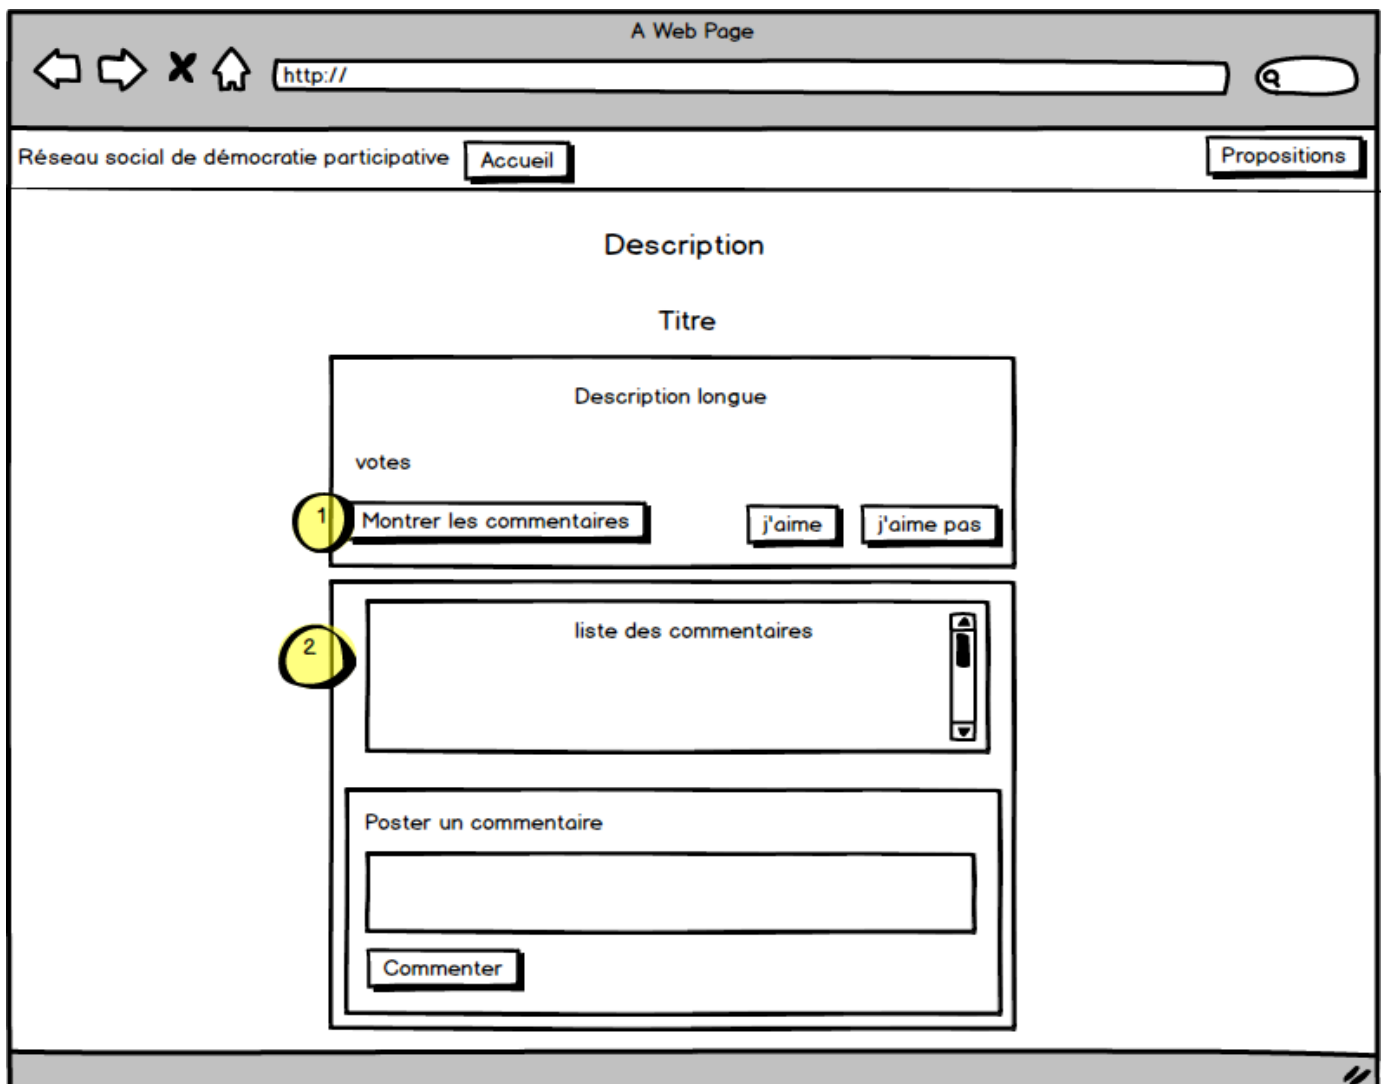 A Web Page
http://
Réseau social de démocratie participative Accueil Propositions
Description
Titre
Description longue
votes
1 Montrer les commentaires j'aime j'aime pas
2
liste des commentaires
Poster un commentaire
Commenter